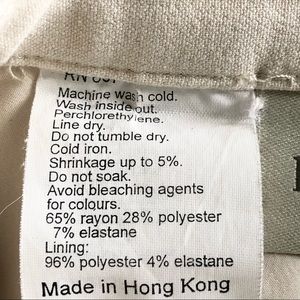 Machine wash cold.
Wash inside out.
Perchlorethylene.
Line dry.
Do not tumble dry.
Cold iron.
Shrinkage up to 5%.
Do not soak.
Avoid bleaching agents
for colours.
65% rayon 28% polyester
7% elastane
Lining:
96% polyester 4% elastane
Made in Hong Kong